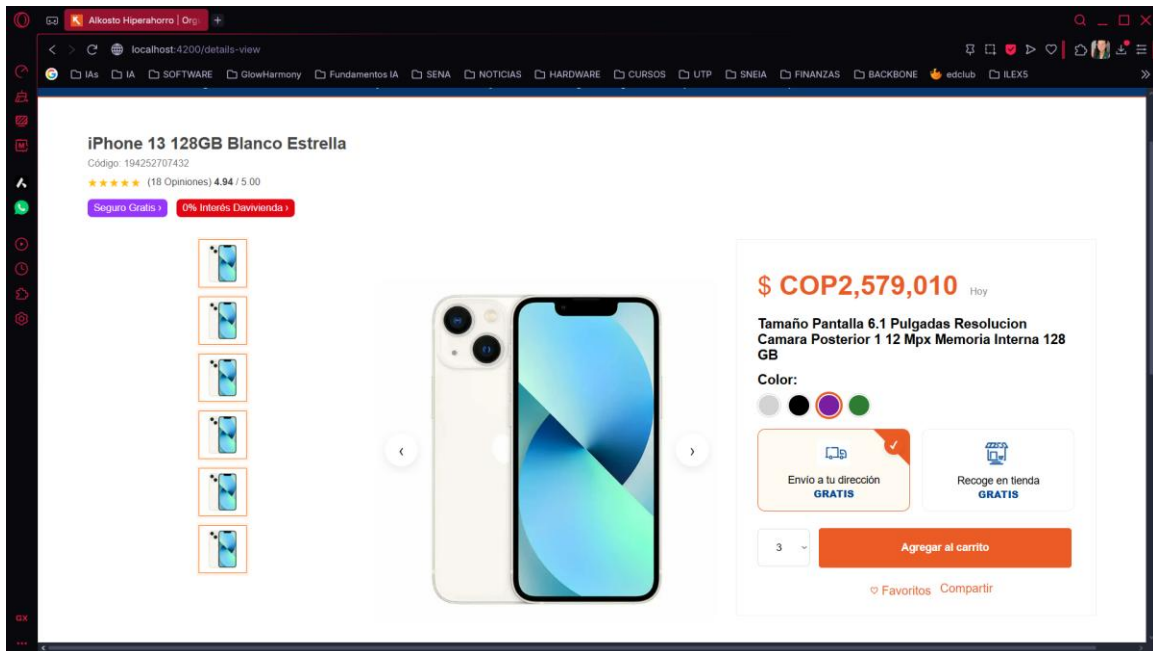 Alkosto Hiperahorro | Org
localhost:4200/details-view
IAs IA SOFTWARE GlowHarmony Fundamentos IA SENA NOTICIAS HARDWARE CURSOS UTP SNEIA FINANZAS BACKBONE edclub ILEX5
iPhone 13 128GB Blanco Estrella
Código: 194252707432
(18 Opiniones) 4.94 / 5.00
Seguro Gratis › 0% Interés Davivienda ›
$ COP2,579,010 Hoy
Tamaño Pantalla 6.1 Pulgadas Resolucion
Camara Posterior 1 12 Mpx Memoria Interna 128
GB
Color:
Envío a tu dirección
GRATIS
Recoge en tienda
GRATIS
3 Agregar al carrito
Favoritos Compartir
GX